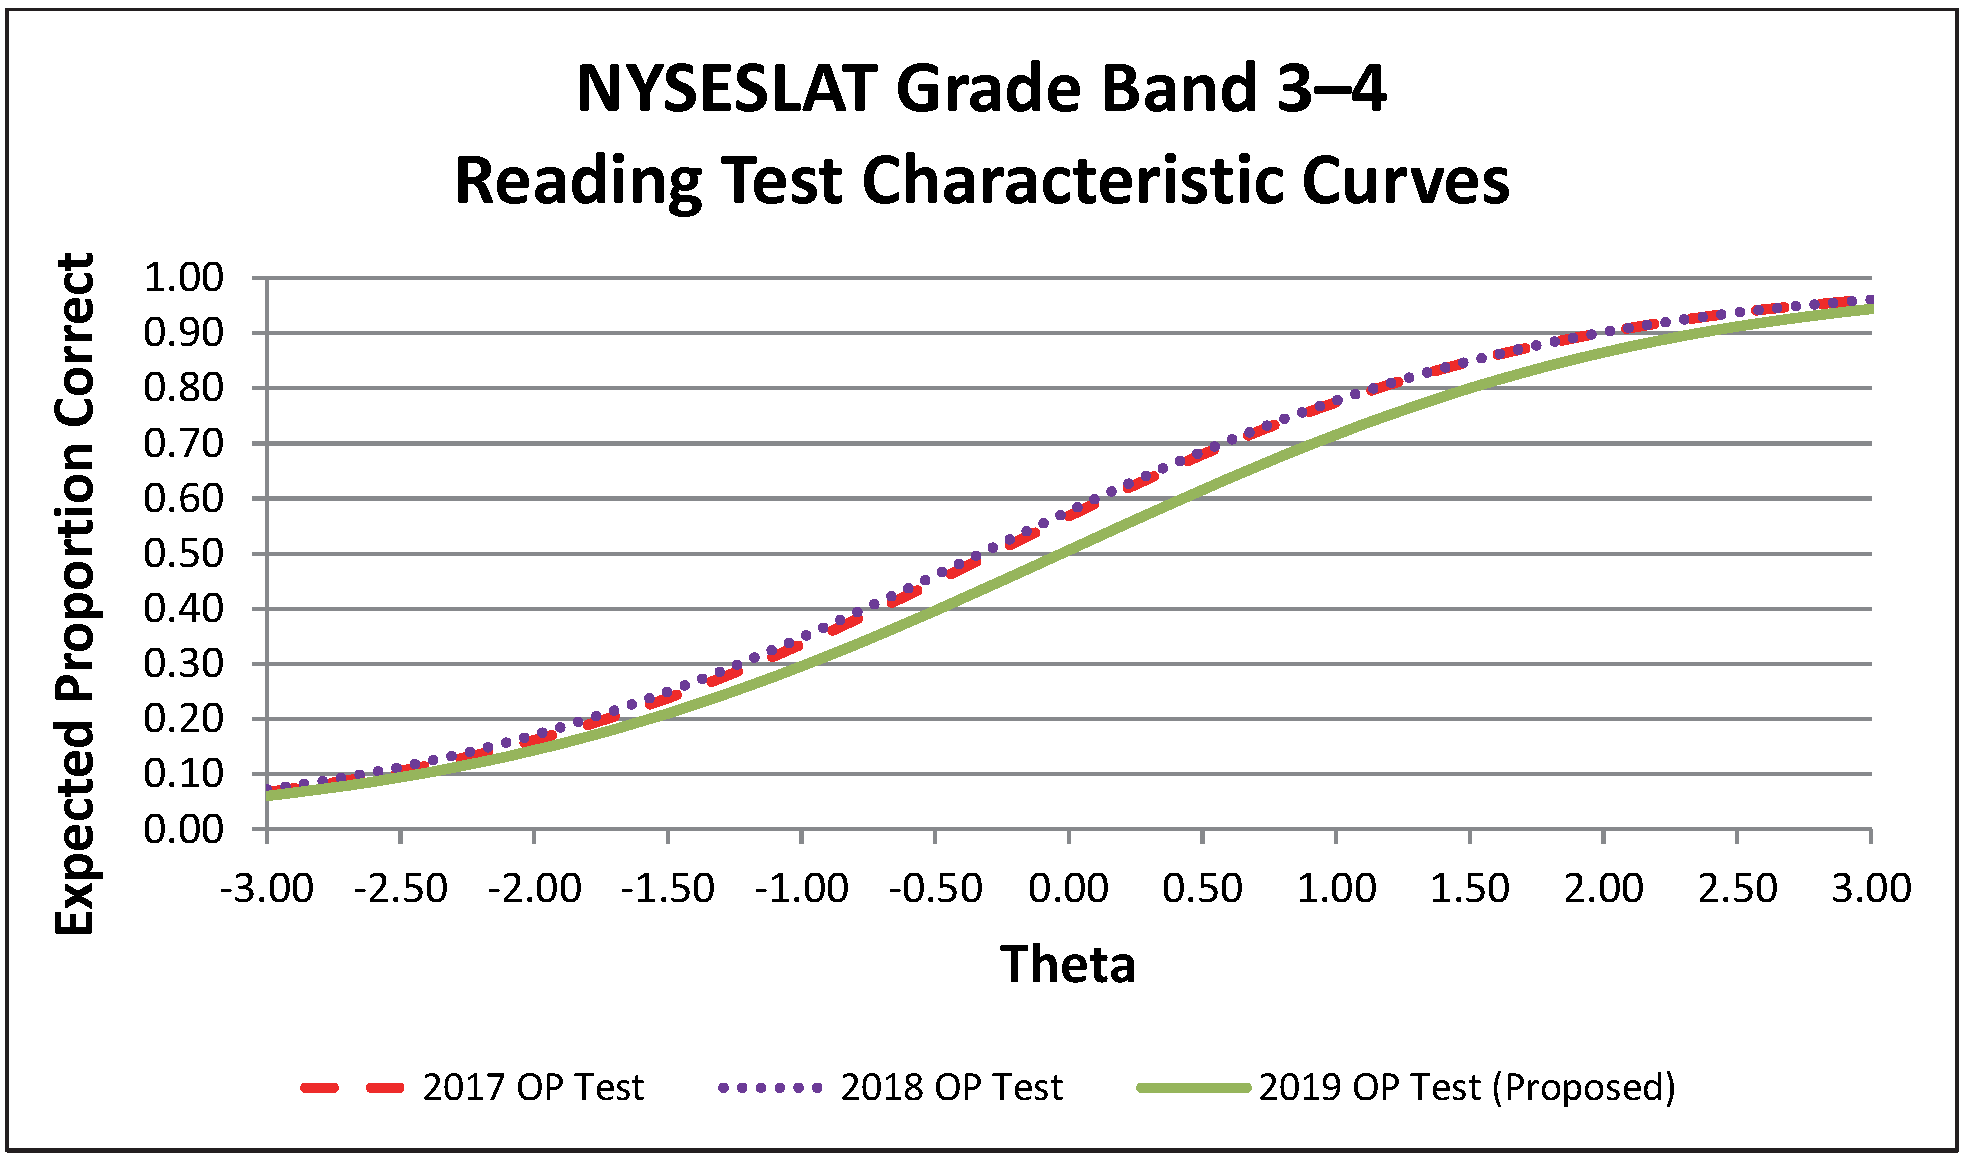 NYSESLAT Grade Band 3–4
Reading Test Characteristic Curves
Expected Proportion Correct
1.00
0.90
0.80
0.70
0.60
0.50
0.40
0.30
0.20
0.10
0.00
-3.00 -2.50 -2.00 -1.50 -1.00 -0.50 0.00 0.50 1.00 1.50 2.00 2.50 3.00
Theta
2017 OP Test 2018 OP Test 2019 OP Test (Proposed)